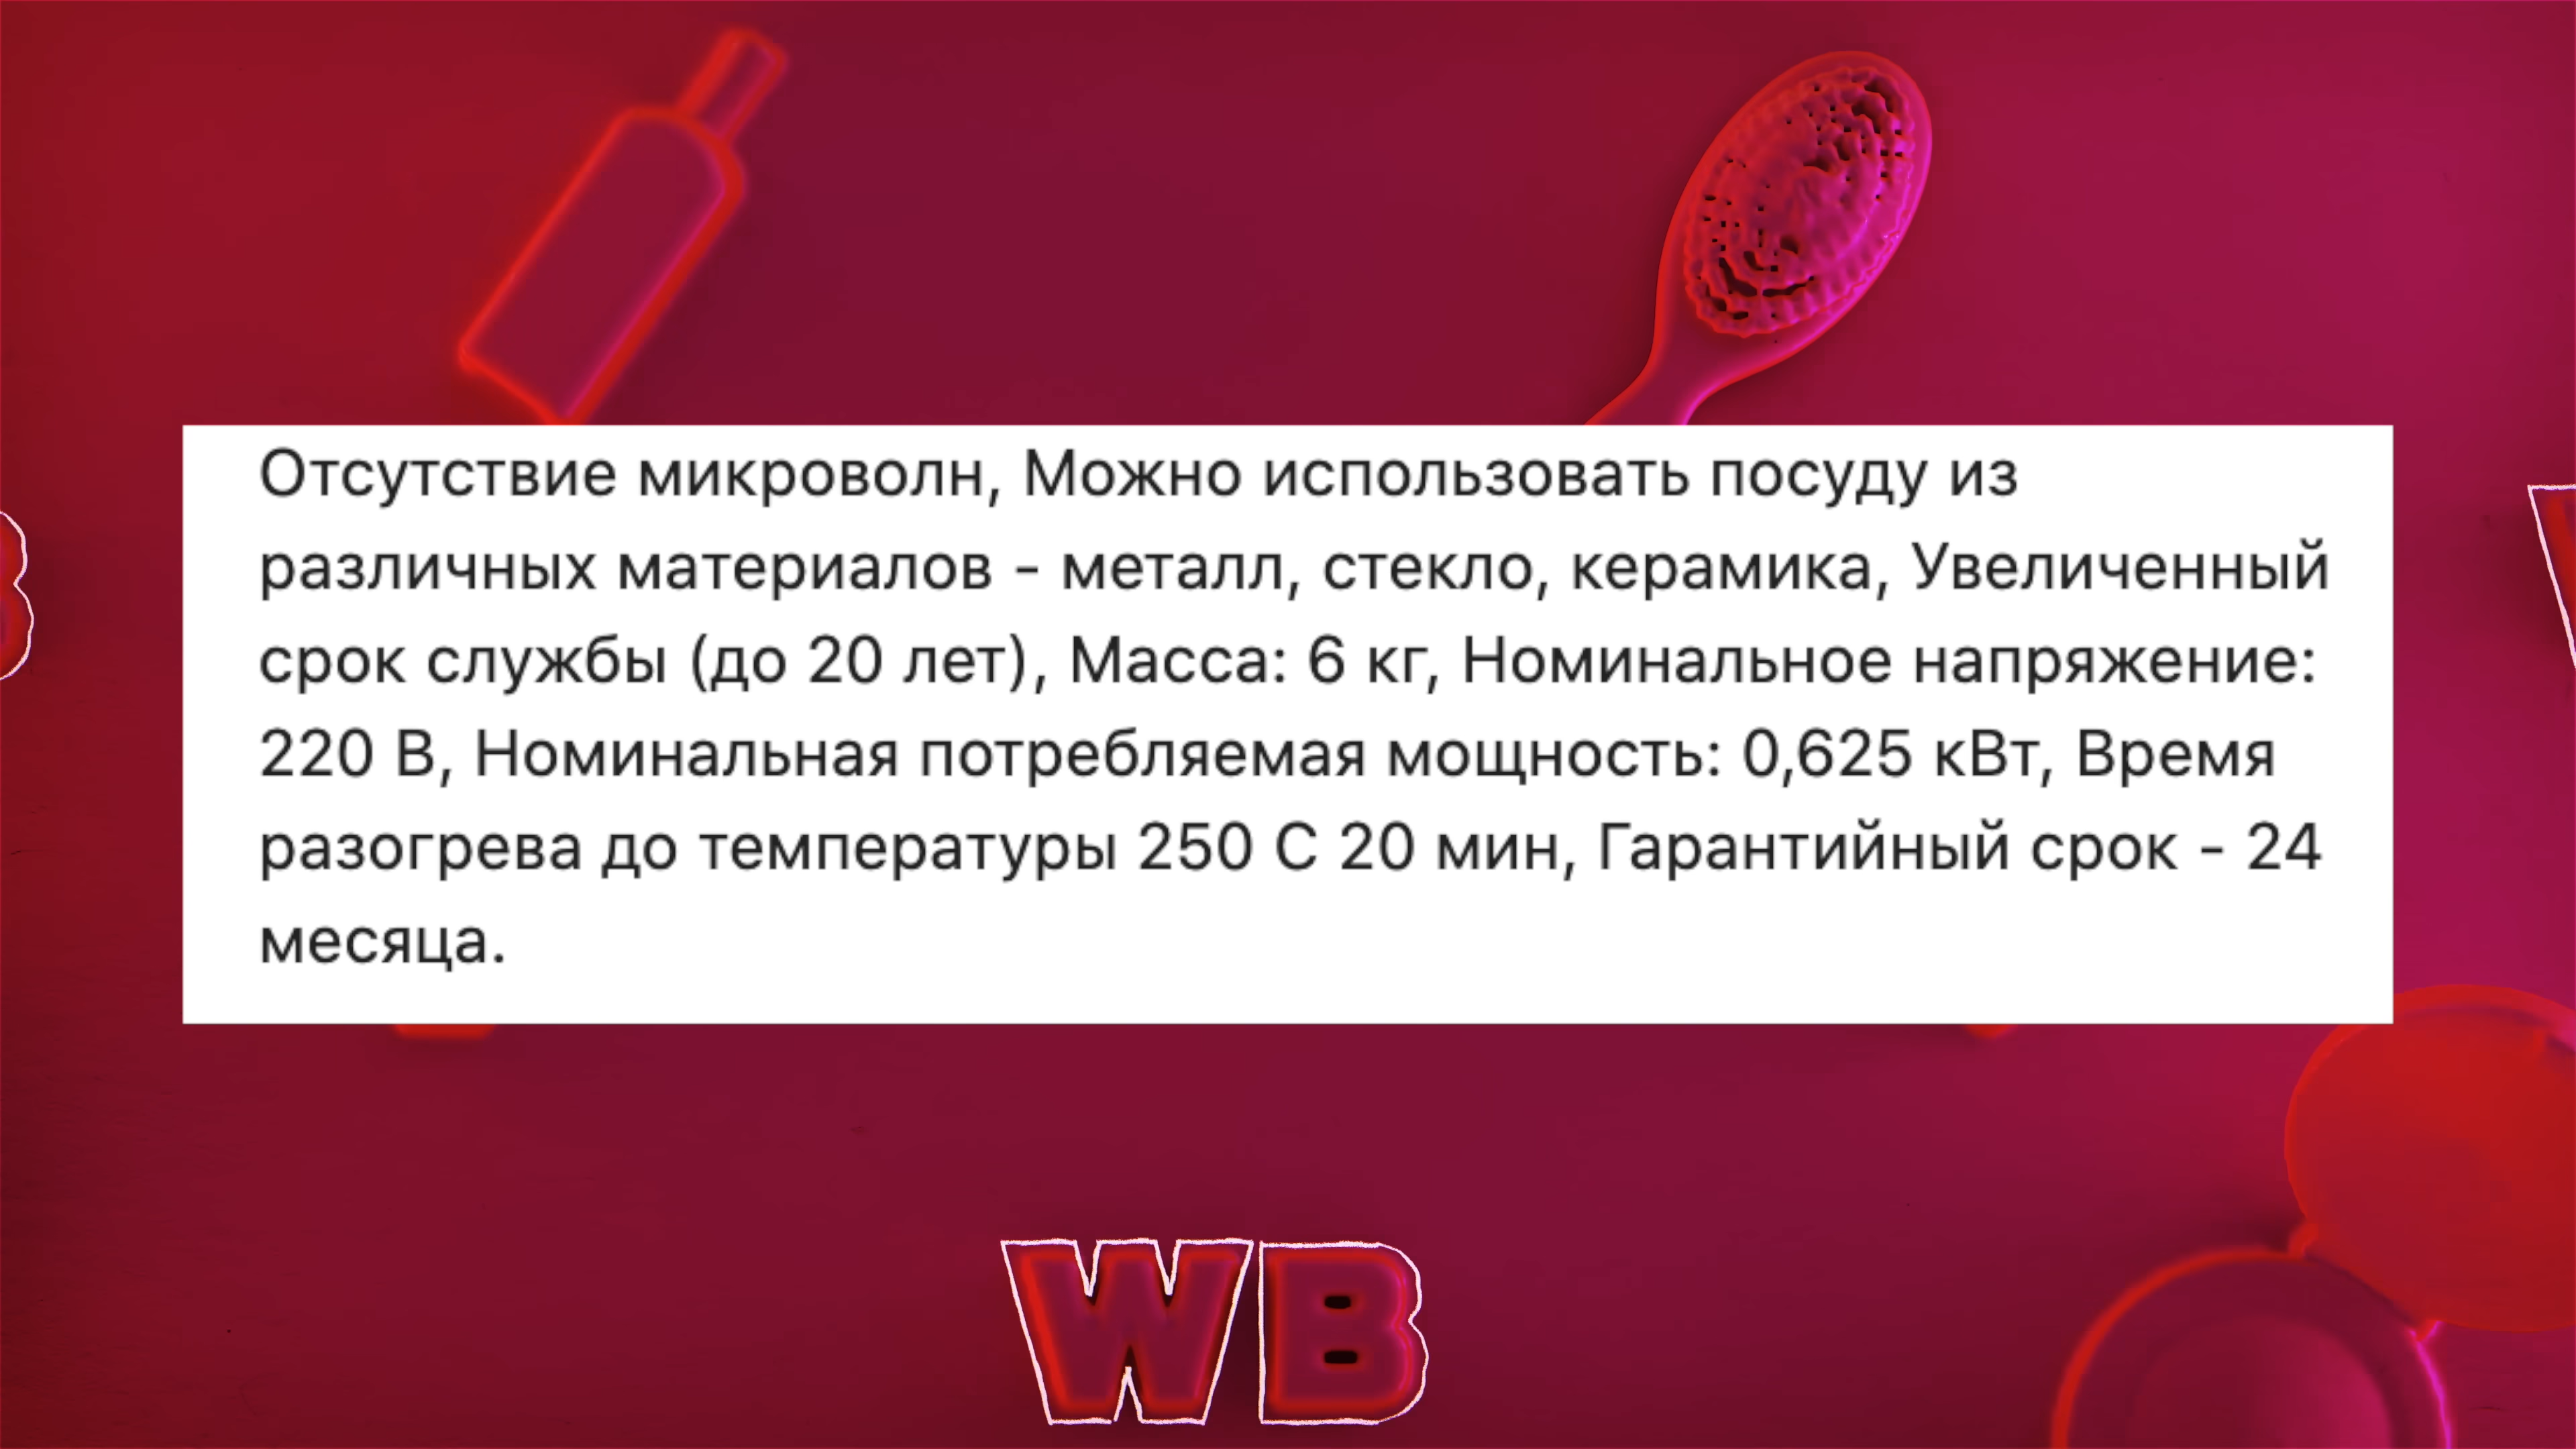 Отсутствие микроволн, Можно использовать посуду из
различных материалов - металл, стекло, керамика, Увеличенный
срок службы (до 20 лет), Масса: 6 кг, Номинальное напряжение:
220 В, Номинальная потребляемая мощность: 0,625 кВт, Время
разогрева до температуры 250 С 20 мин, Гарантийный срок - 24
месяца.
WB